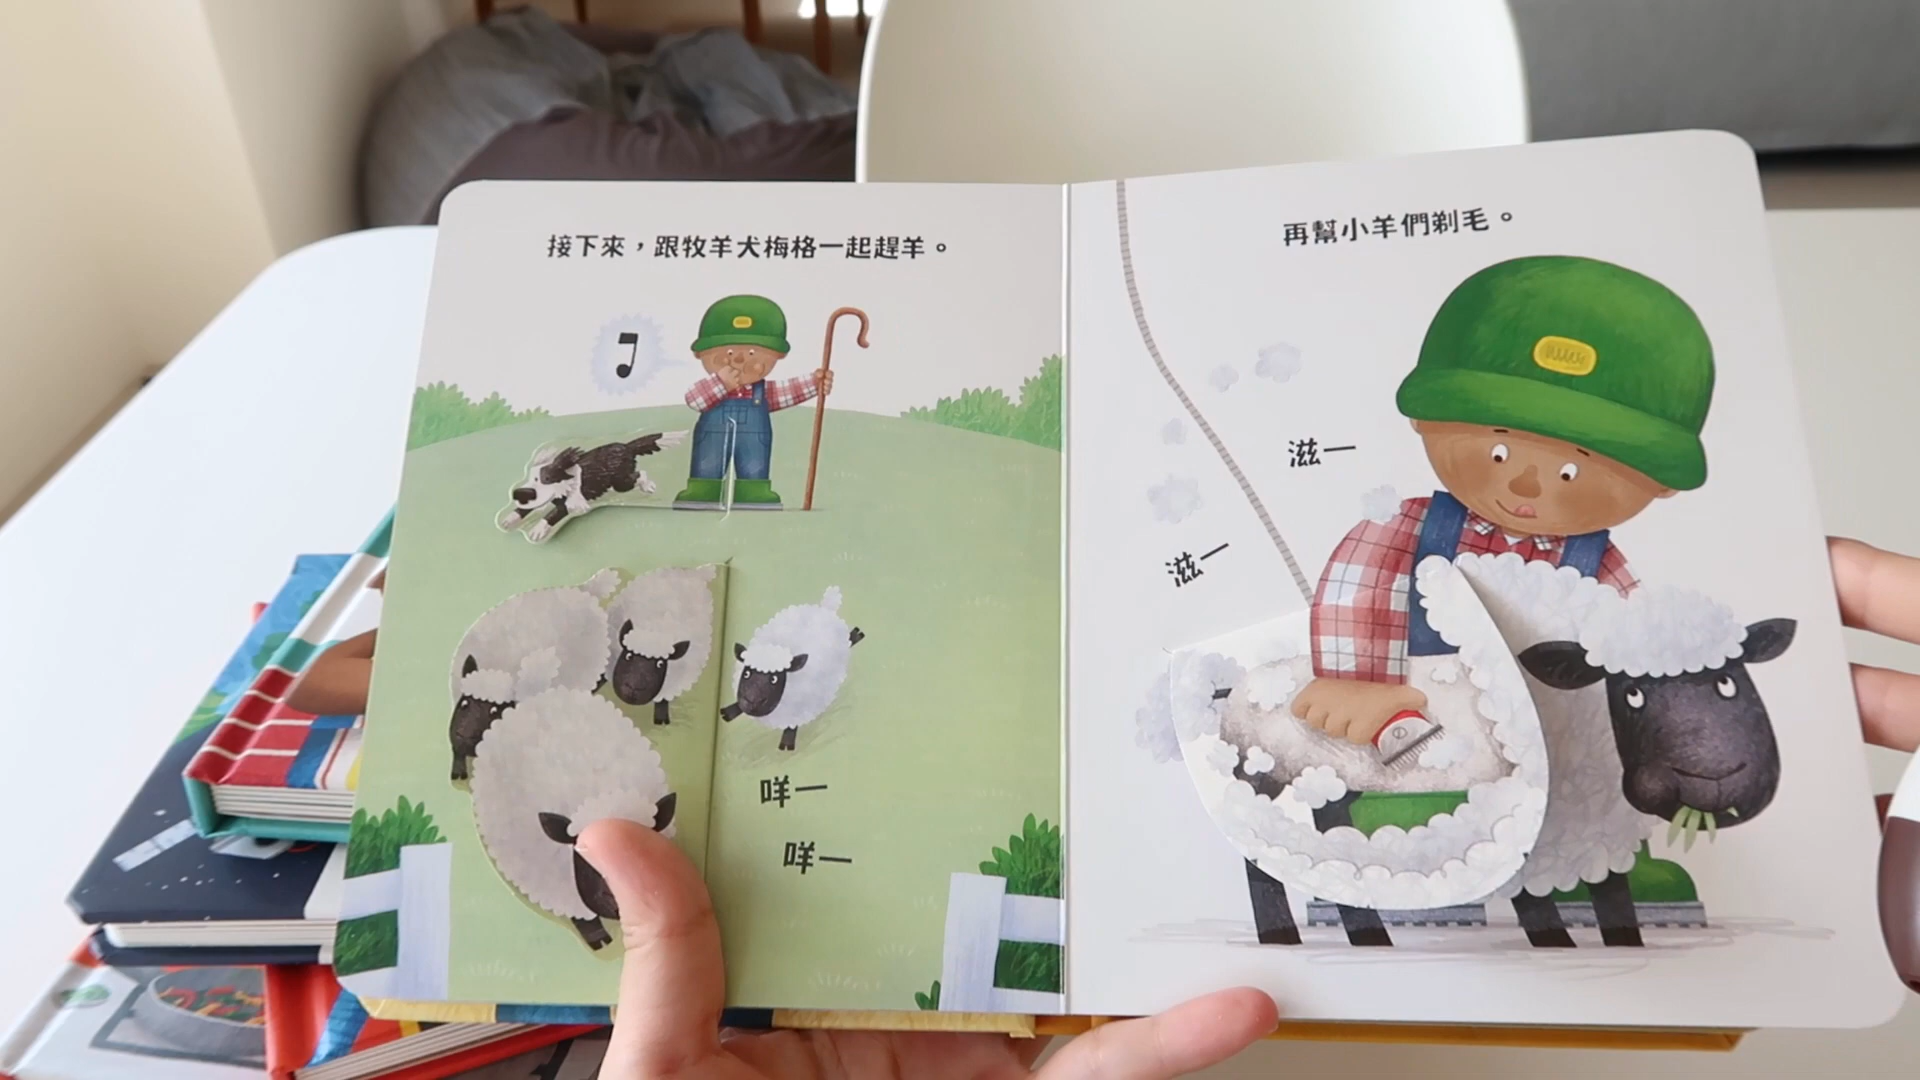 接下來，跟牧羊犬梅格一起趕羊。
咩一
咩一
再幫小羊們剃毛。
滋一
滋一